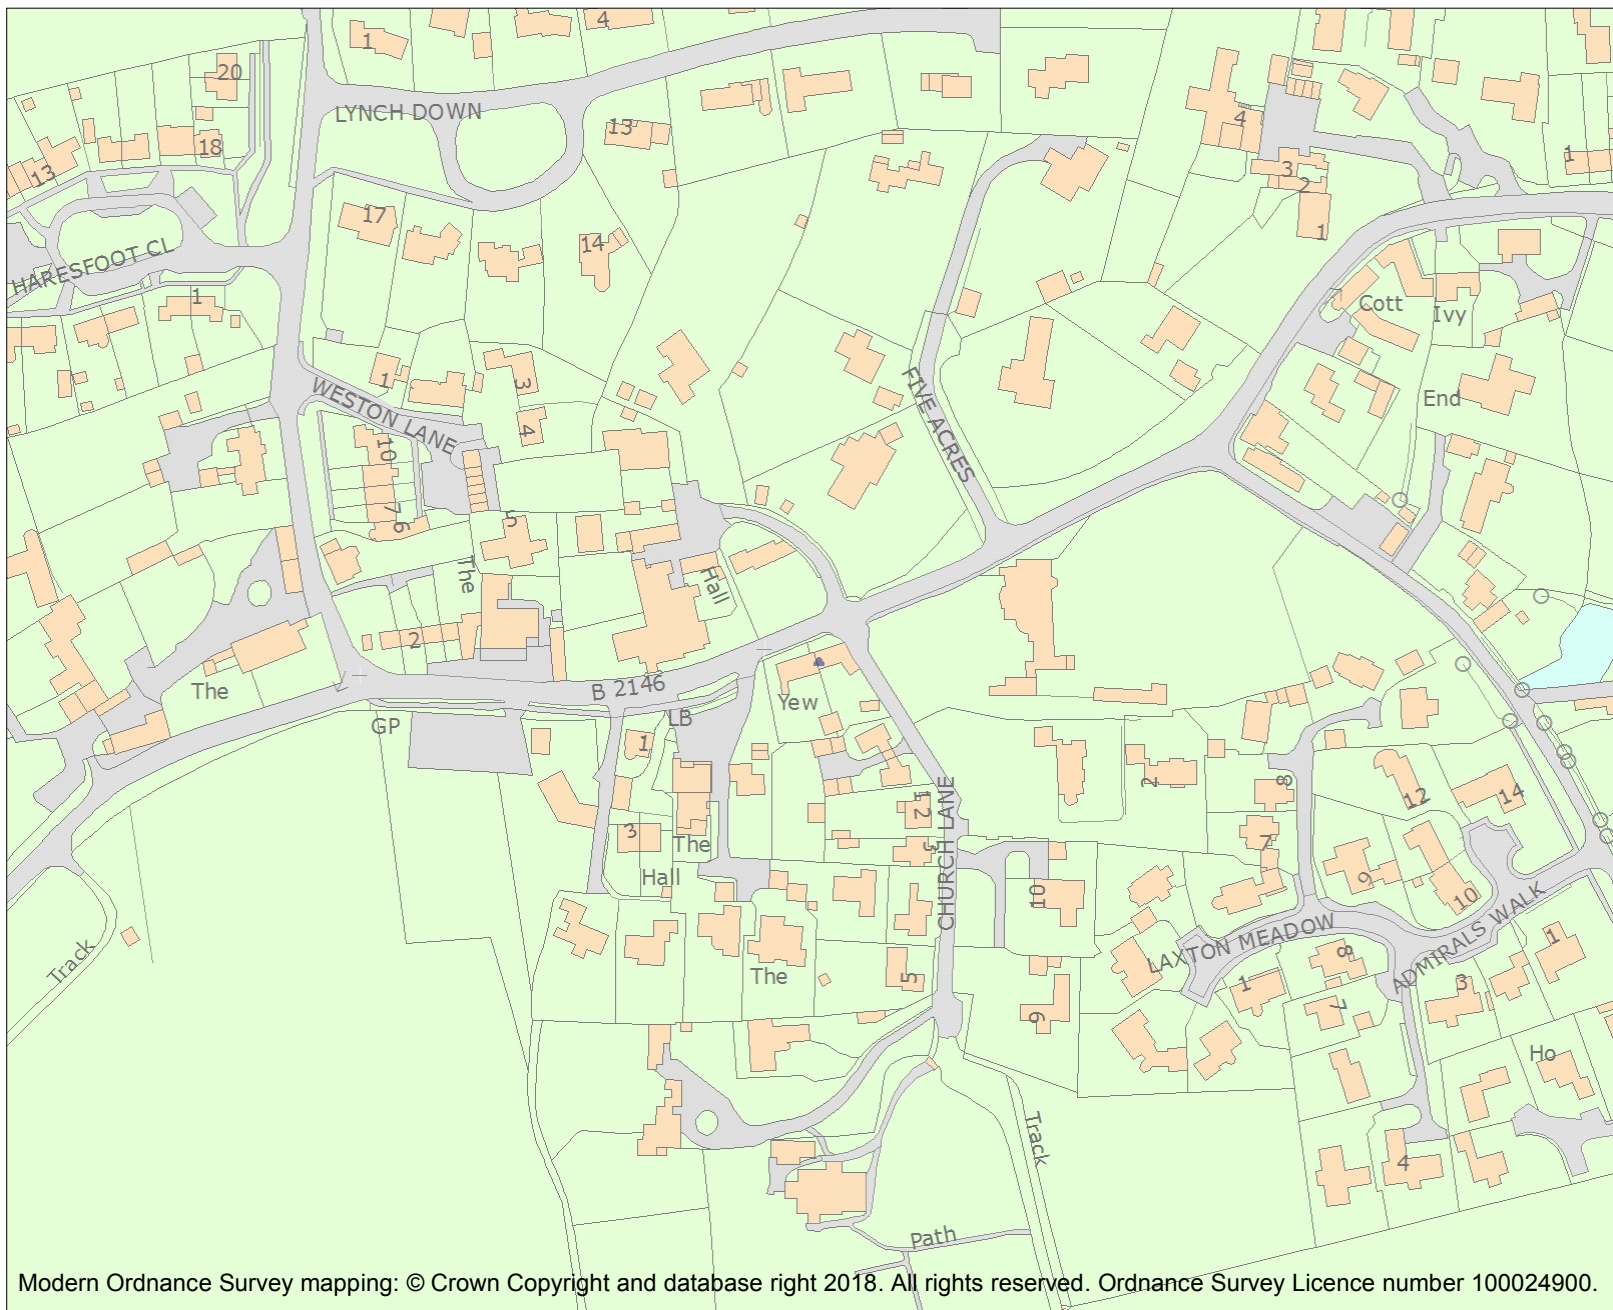 1
4
20
LYNCH DOWN
13
4
18
13
1
3
2
17
1
14
HARESFOOT CL
1
Cott
Ivy
1
3
WESTON LANE
FIVE ACRES
End
4
10
7
6
5
The
Hall
2
The
B 2146
Yew
GP
LB
1
2
8
12
14
12
3
The
3
7
CHURCH LANE
Hall
9
10
10
LAXTON MEADOW
ADMIRALS WALK
1
8
Track
The
5
1
3
7
9
Ho
Track
4
Path
Modern Ordnance Survey mapping: © Crown Copyright and database right 2018. All rights reserved. Ordnance Survey Licence number 100024900.